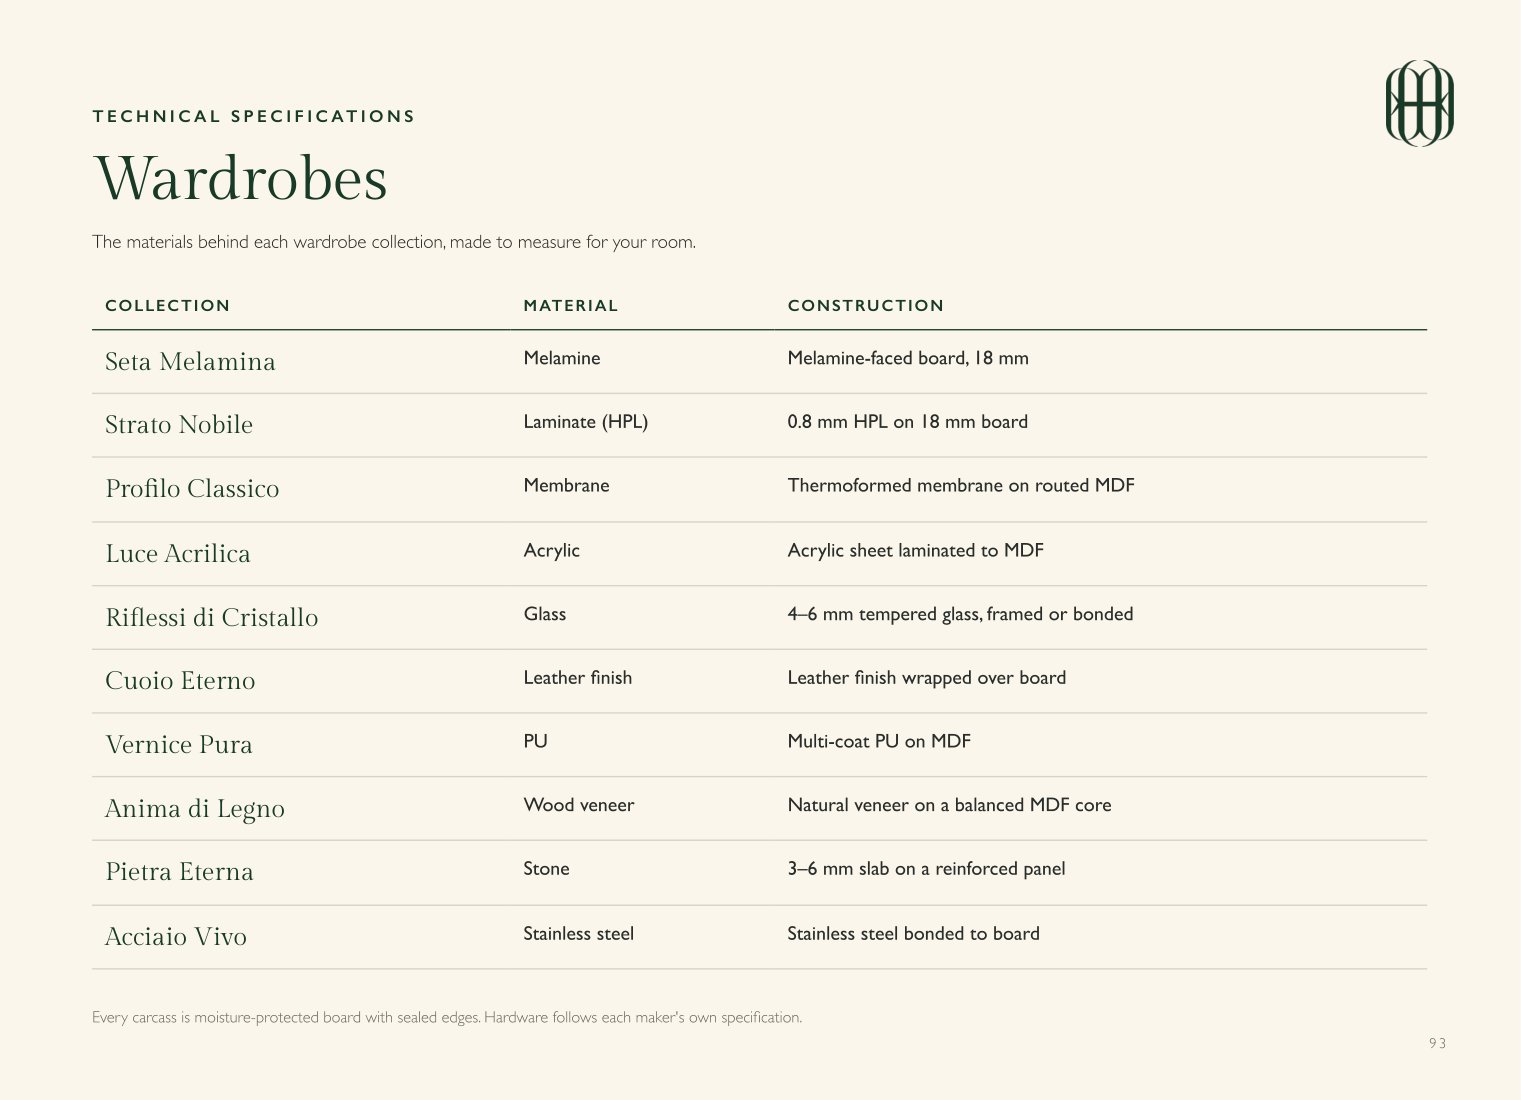 TECHNICAL SPECIFICATIONS
Wardrobes
The materials behind each wardrobe collection, made to measure for your room.
COLLECTION MATERIAL CONSTRUCTION
Seta Melamina Melamine Melamine-faced board, 18 mm
Strato Nobile Laminate (HPL) 0.8 mm HPL on 18 mm board
Profilo Classico Membrane Thermoformed membrane on routed MDF
Luce Acrilica Acrylic Acrylic sheet laminated to MDF
Riflessi di Cristallo Glass 4–6 mm tempered glass, framed or bonded
Cuoio Eterno Leather finish Leather finish wrapped over board
Vernice Pura PU Multi-coat PU on MDF
Anima di Legno Wood veneer Natural veneer on a balanced MDF core
Pietra Eterna Stone 3–6 mm slab on a reinforced panel
Acciaio Vivo Stainless steel Stainless steel bonded to board
Every carcass is moisture-protected board with sealed edges. Hardware follows each maker's own specification.
93